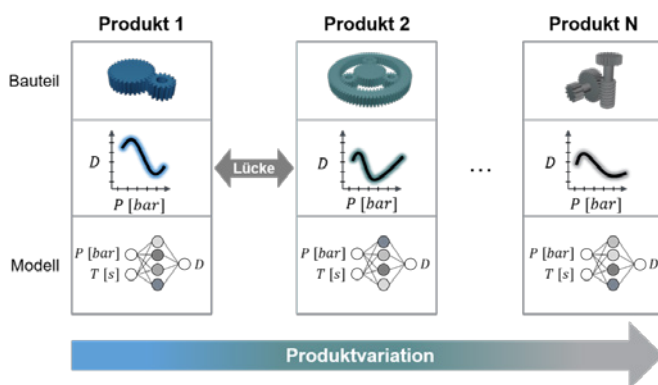 Produkt 1
Produkt 2
Produkt N
Bauteil
D
P [bar]
Lücke
D
P [bar]
...
D
P [bar]
Modell
P [bar]
T [s]
D
P [bar]
T [s]
D
P [bar]
T [s]
D
Produktvariation